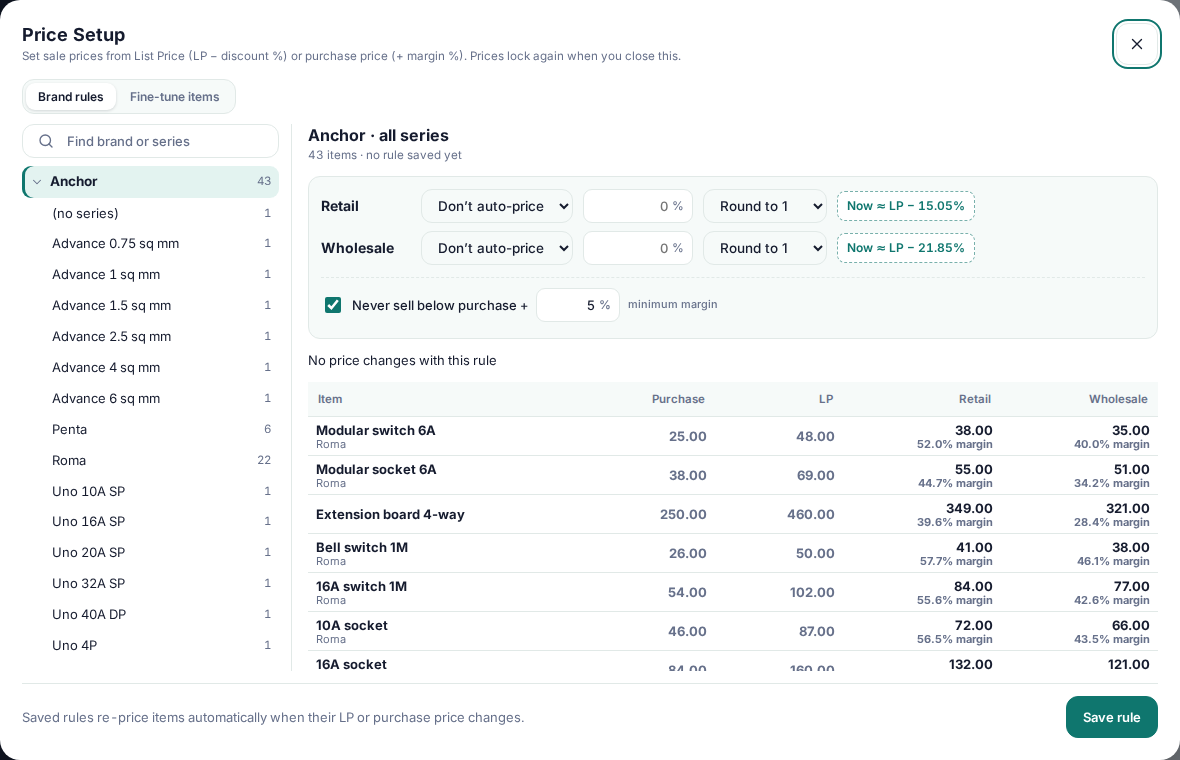 Price Setup
Set sale prices from List Price (LP − discount %) or purchase price (+ margin %). Prices lock again when you close this.
Brand rules
Fine-tune items
Find brand or series
Anchor 43
(no series) 1
Advance 0.75 sq mm 1
Advance 1 sq mm 1
Advance 1.5 sq mm 1
Advance 2.5 sq mm 1
Advance 4 sq mm 1
Advance 6 sq mm 1
Penta 6
Roma 22
Uno 10A SP 1
Uno 16A SP 1
Uno 20A SP 1
Uno 32A SP 1
Uno 40A DP 1
Uno 4P 1
Anchor · all series
43 items · no rule saved yet
Retail Don't auto-price 0 % Round to 1 Now ≈ LP − 15.05%
Wholesale Don't auto-price 0 % Round to 1 Now ≈ LP − 21.85%
Never sell below purchase + 5 % minimum margin
No price changes with this rule
Item Purchase LP Retail Wholesale
Modular switch 6A 25.00 48.00 38.00 35.00
Roma 52.0% margin 40.0% margin
Modular socket 6A 38.00 69.00 55.00 51.00
Roma 44.7% margin 34.2% margin
Extension board 4-way 250.00 460.00 349.00 321.00
39.6% margin 28.4% margin
Bell switch 1M 26.00 50.00 41.00 38.00
Roma 57.7% margin 46.1% margin
16A switch 1M 54.00 102.00 84.00 77.00
Roma 55.6% margin 42.6% margin
10A socket 46.00 87.00 72.00 66.00
Roma 56.5% margin 43.5% margin
16A socket 84.00 160.00 132.00 121.00
Saved rules re-price items automatically when their LP or purchase price changes.
Save rule